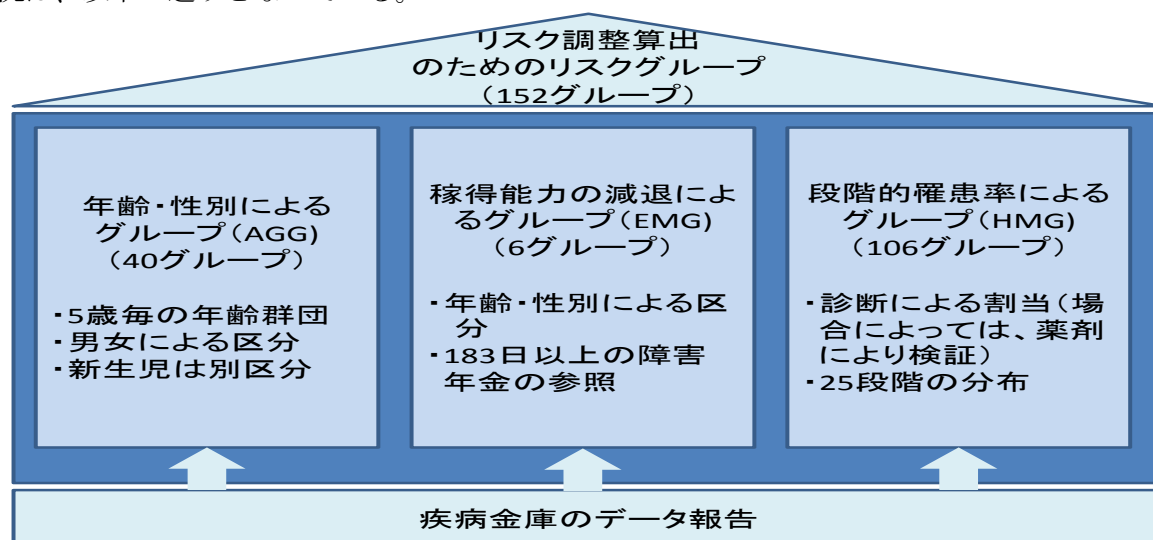 リスク調整算出
のためのリスクグループ
（152グループ）
年齢・性別による
グループ（AGG）
（40グループ）
・5歳毎の年齢群団
・男女による区分
・新生児は別区分
稼得能力の減退によ
るグループ（EMG）
（6グループ）
・年齢・性別による区
分
・183日以上の障害
年金の参照
段階的罹患率による
グループ（HMG）
（106グループ）
・診断による割当（場
合によっては、薬剤
により検証）
・25段階の分布
疾病金庫のデータ報告